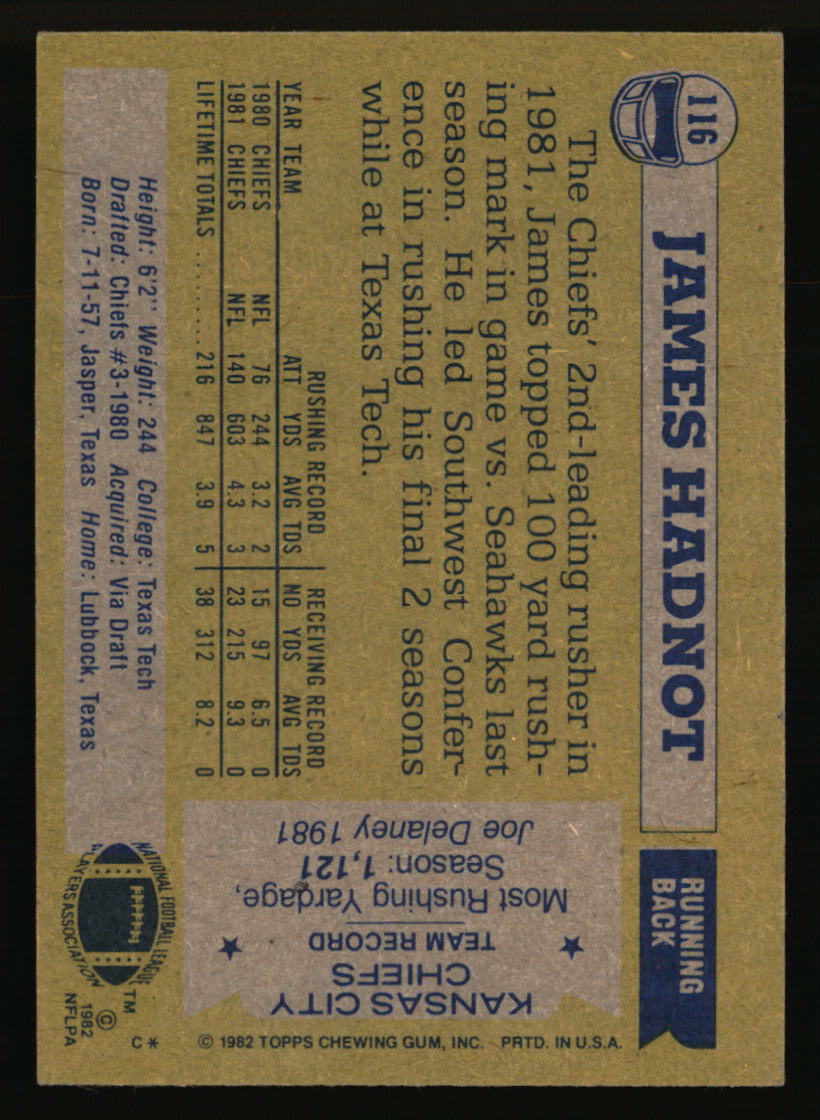 116
JAMES HADNOT
RUNNING
BACK
The Chiefs' 2nd-leading rusher in
1981, James topped 100 yard rush-
ing mark in game vs. Seahawks last
season. He led Southwest Confer-
ence in rushing his final 2 seasons
while at Texas Tech.
RUSHING RECORD RECEIVING RECORD
YEAR TEAM ATT YDS AVG TDS NO YDS AVG TDS
1980 CHIEFS NFL 76 244 3.2 2 15 97 6.5 0
1981 CHIEFS NFL 140 603 4.3 3 23 215 9.3 0
LIFETIME TOTALS ......... 216 847 3.9 5 38 312 8.2 0
Height: 6'2" Weight: 244 College: Texas Tech
Drafted: Chiefs #3-1980 Acquired: Via Draft
Born: 7-11-57, Jasper, Texas Home: Lubbock, Texas
KANSAS CITY
CHIEFS
★ TEAM RECORD ★
Most Rushing Yardage,
Season: 1,121
Joe Delaney 1981
NATIONAL FOOTBALL LEAGUE
PLAYERS ASSOCIATION
TM
© 1982
NFLPA
C*
© 1982 TOPPS CHEWING GUM, INC. PRTD. IN U.S.A.